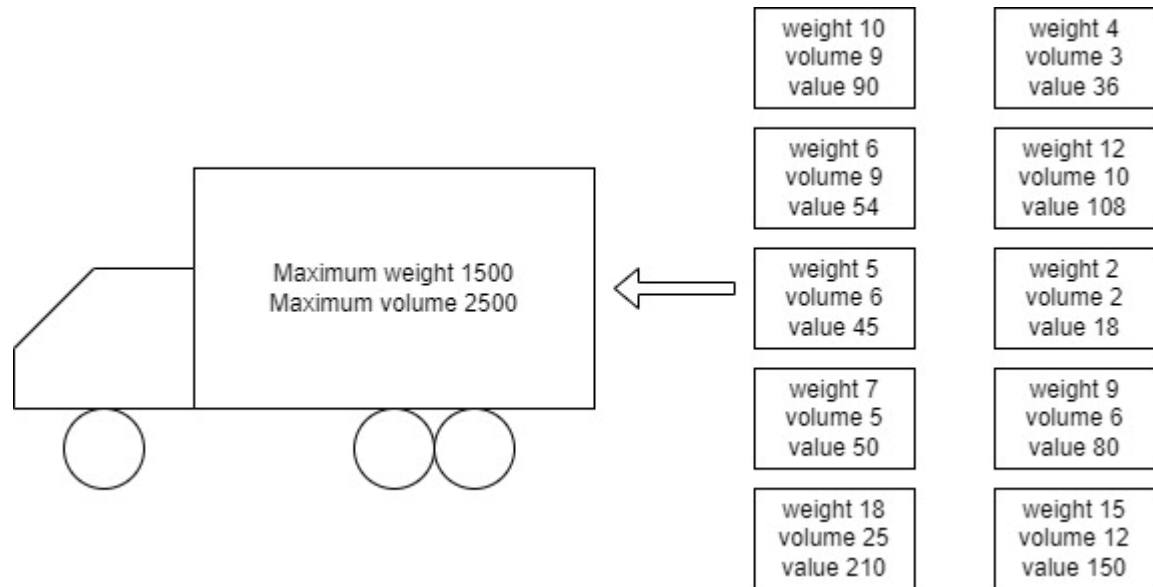 Maximum weight 1500
Maximum volume 2500
weight 10
volume 9
value 90
weight 4
volume 3
value 36
weight 6
volume 9
value 54
weight 12
volume 10
value 108
weight 5
volume 6
value 45
weight 2
volume 2
value 18
weight 7
volume 5
value 50
weight 9
volume 6
value 80
weight 18
volume 25
value 210
weight 15
volume 12
value 150